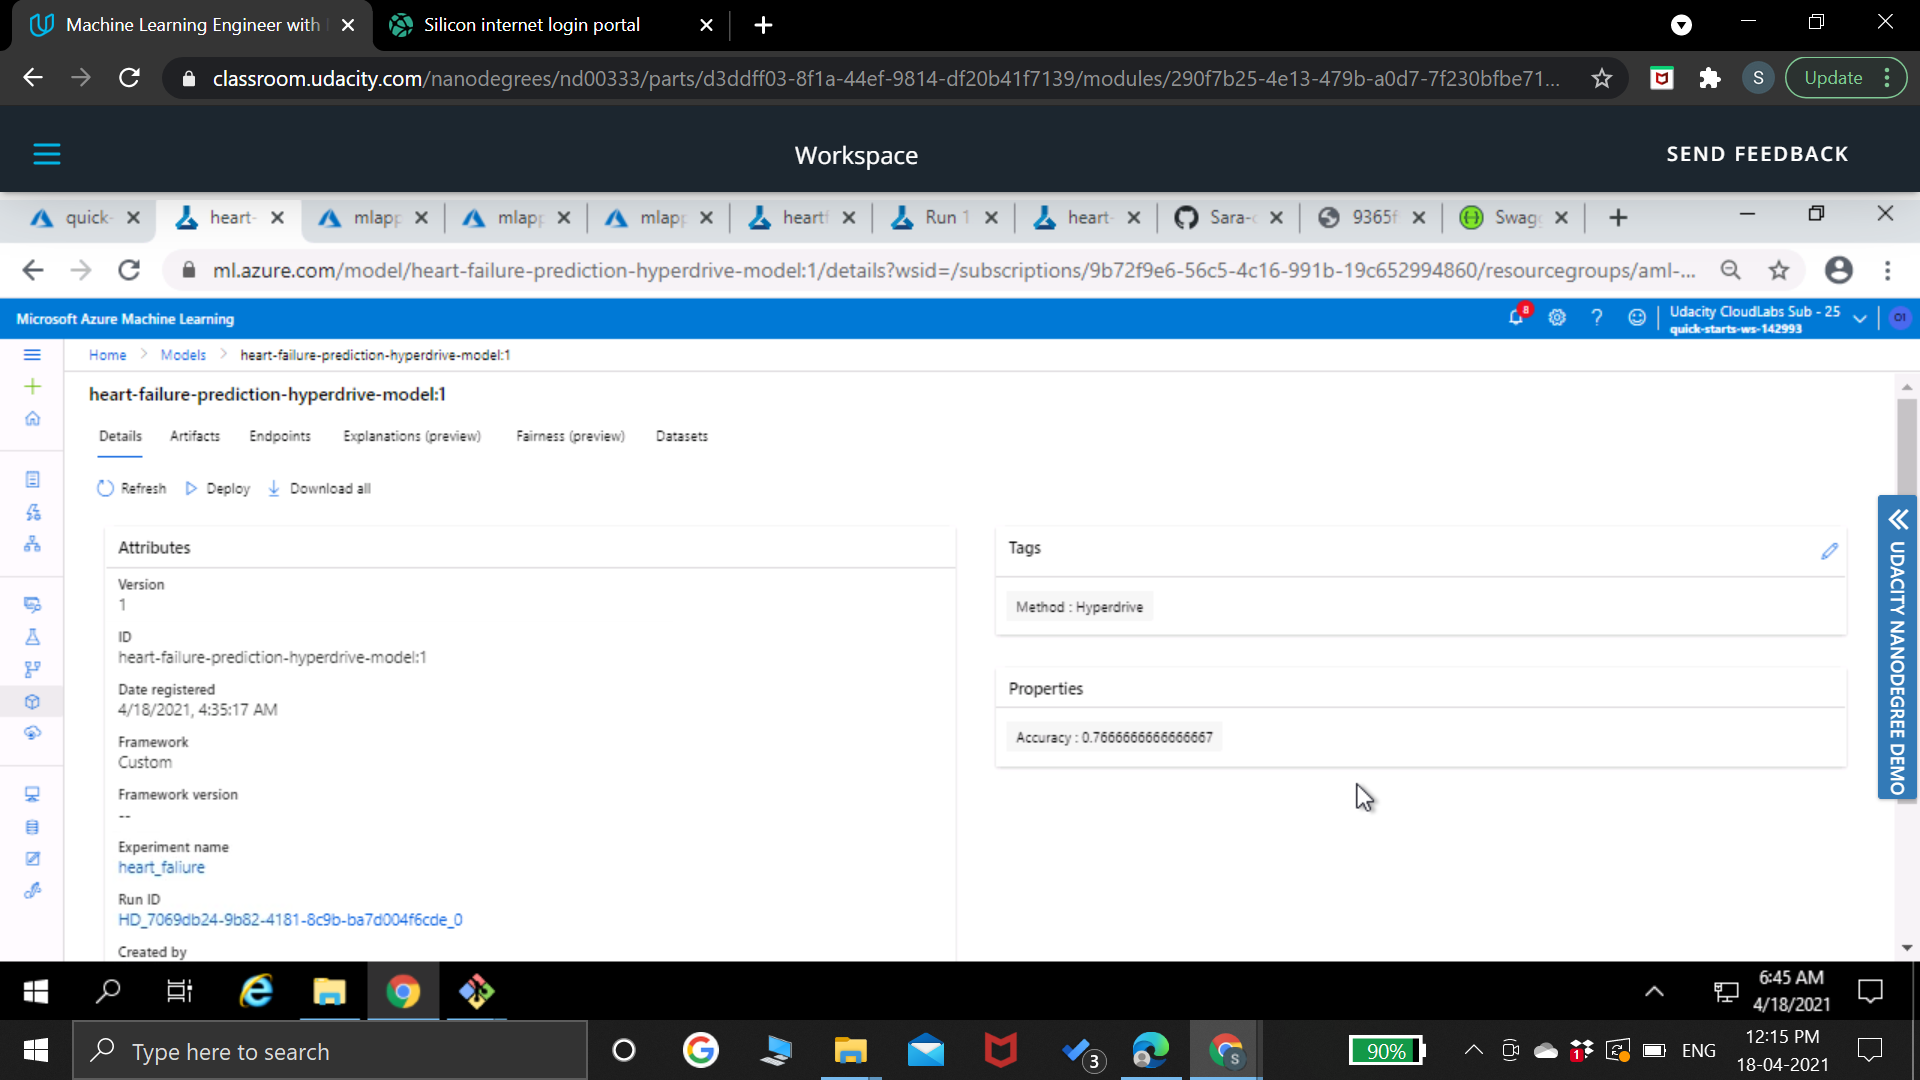 Machine Learning Engineer with
Silicon internet login portal
classroom.udacity.com/nanodegrees/nd00333/parts/d3ddff03-8f1a-44ef-9814-df20b41f7139/modules/290f7b25-4e13-479b-a0d7-7f230bfbe71...
S
Update
Workspace
SEND FEEDBACK
quick-
heart-
mlapp
mlapp
mlapp
heartf
Run 1
heart-
Sara-
9365f
Swag
ml.azure.com/model/heart-failure-prediction-hyperdrive-model:1/details?wsid=/subscriptions/9b72f9e6-56c5-4c16-991b-19c652994860/resourcegroups/aml-...
Microsoft Azure Machine Learning
8
?
Udacity CloudLabs Sub - 25
quick-starts-ws-142993
OI
Home > Models > heart-failure-prediction-hyperdrive-model:1
heart-failure-prediction-hyperdrive-model:1
Details Artifacts Endpoints Explanations (preview) Fairness (preview) Datasets
Refresh Deploy Download all
Attributes
Version
1
ID
heart-failure-prediction-hyperdrive-model:1
Date registered
4/18/2021, 4:35:17 AM
Framework
Custom
Framework version
--
Experiment name
heart_faliure
Run ID
HD_7069db24-9b82-4181-8c9b-ba7d004f6cde_0
Created by
Tags
Method : Hyperdrive
Properties
Accuracy : 0.7666666666666667
UDACITY NANODEGREE DEMO
6:45 AM
4/18/2021
Type here to search
3
S
90%
1
ENG
12:15 PM
18-04-2021